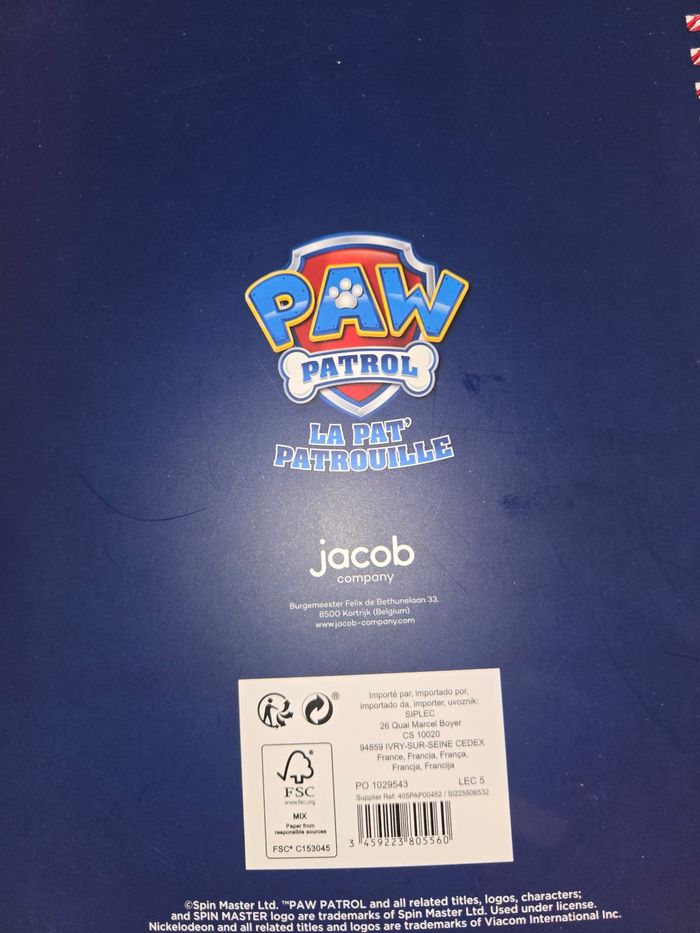 PAW
PATROL
LA PAT'
PATROUILLE
jacob
company
Burgemeester Felix de Bethunelaan 33,
8500 Kortrijk (Belgium)
www.jacob-company.com
Importé par, importado por,
importado da, importer, uvoznik:
SIPLEC
26 Quai Marcel Boyer
CS 10020
94859 IVRY-SUR-SEINE CEDEX
France, Francia, França,
Francja, Francija
®
FSC
www.fsc.org
MIX
Paper from
responsible sources
FSC® C153045
PO 1029543 LEC 5
Supplier Ref: 405PAP00452 / SI225506532
3 459223 805560
©Spin Master Ltd. ™PAW PATROL and all related titles, logos, characters;
and SPIN MASTER logo are trademarks of Spin Master Ltd. Used under license.
Nickelodeon and all related titles and logos are trademarks of Viacom International Inc.